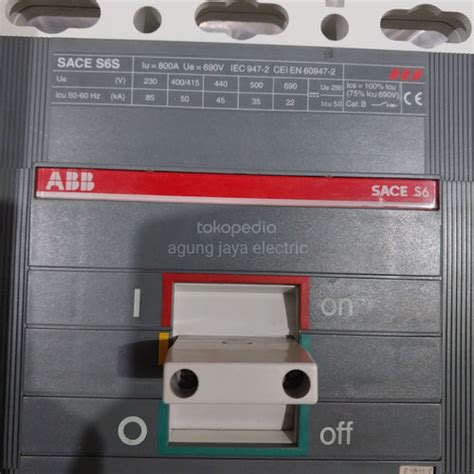 SACE S6S
Iu = 800A Ue = 690V IEC 947-2 CEI EN 60947-2
Ue (V) 230 400/415 440 500 690 Ue 250
Icu 50-60 Hz (kA) 85 50 45 35 22 Icu 50
Ics = 100% Icu
(75% Icu 690V)
Cat. B
CE
ABB
SACE S6
tokopedia
agung jaya electric
I on
O off